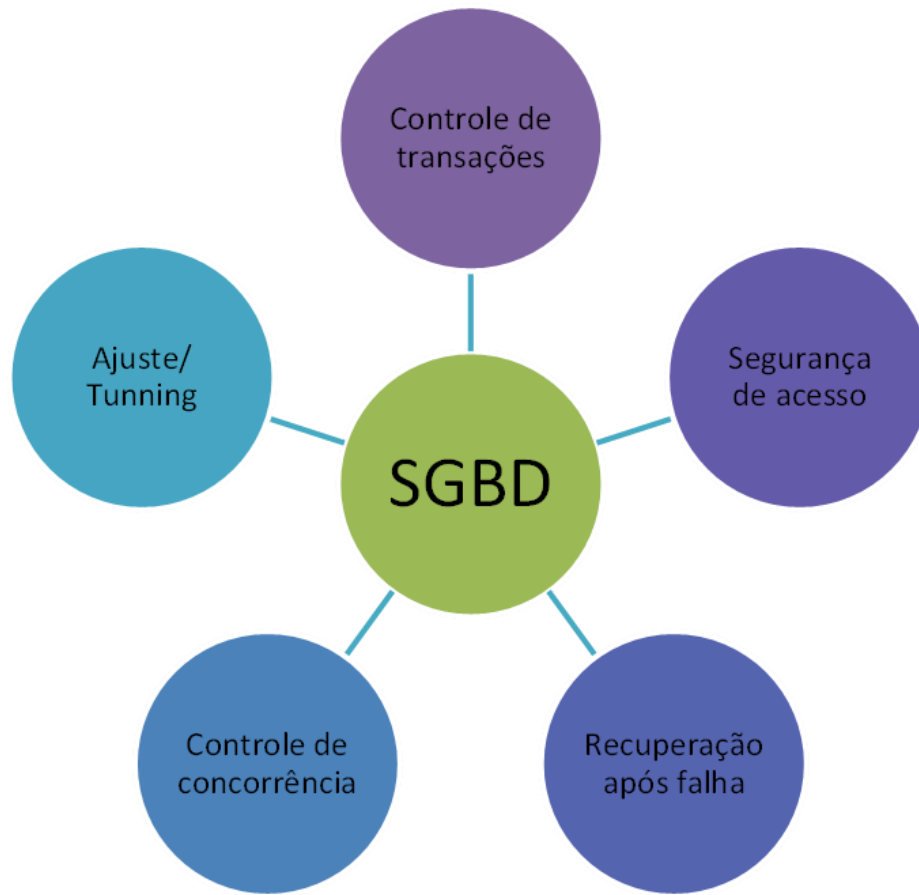 Controle de
transações
Segurança
de acesso
Recuperação
após falha
Controle de
concorrência
Ajuste/
Tunning
SGBD